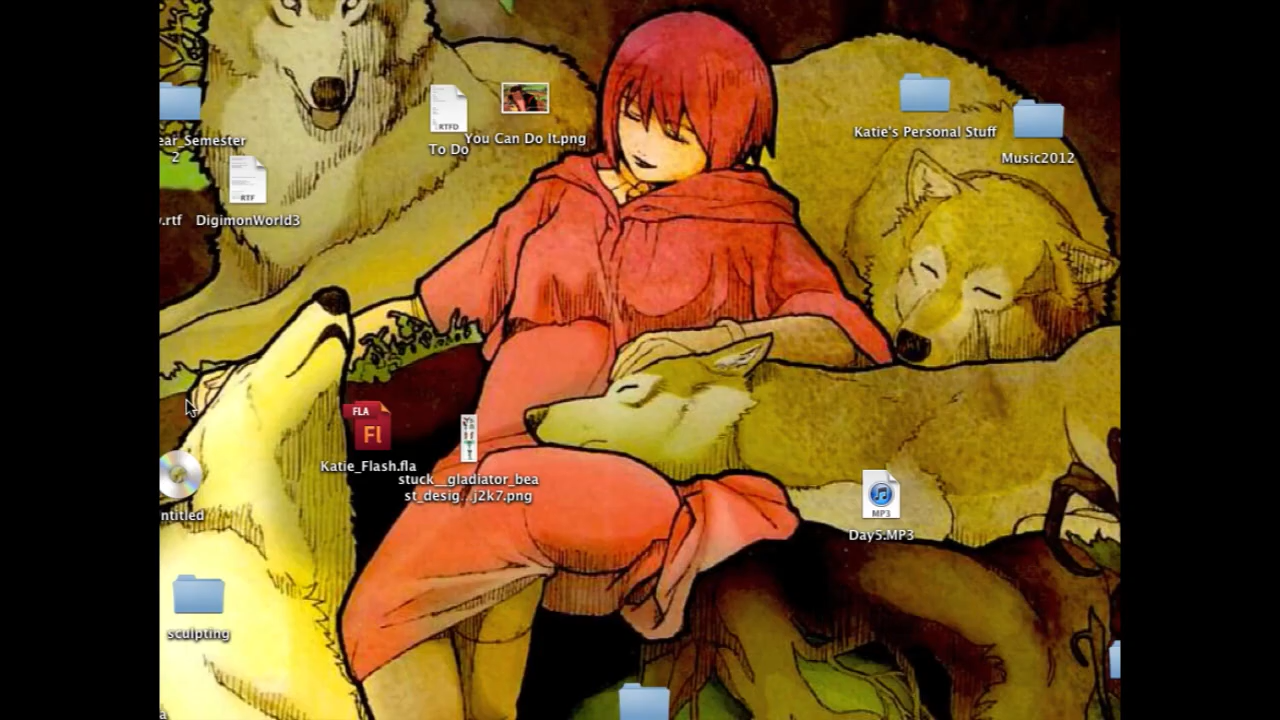 ear_Semester
2
RTFD
To Do
You Can Do It.png
Katie's Personal Stuff
Music2012
RTF
.rtf
DigimonWorld3
FLA
Fl
Katie_Flash.fla
stuck__gladiator_bea
st_desig...j2k7.png
ntitled
MP3
Day5.MP3
sculpting